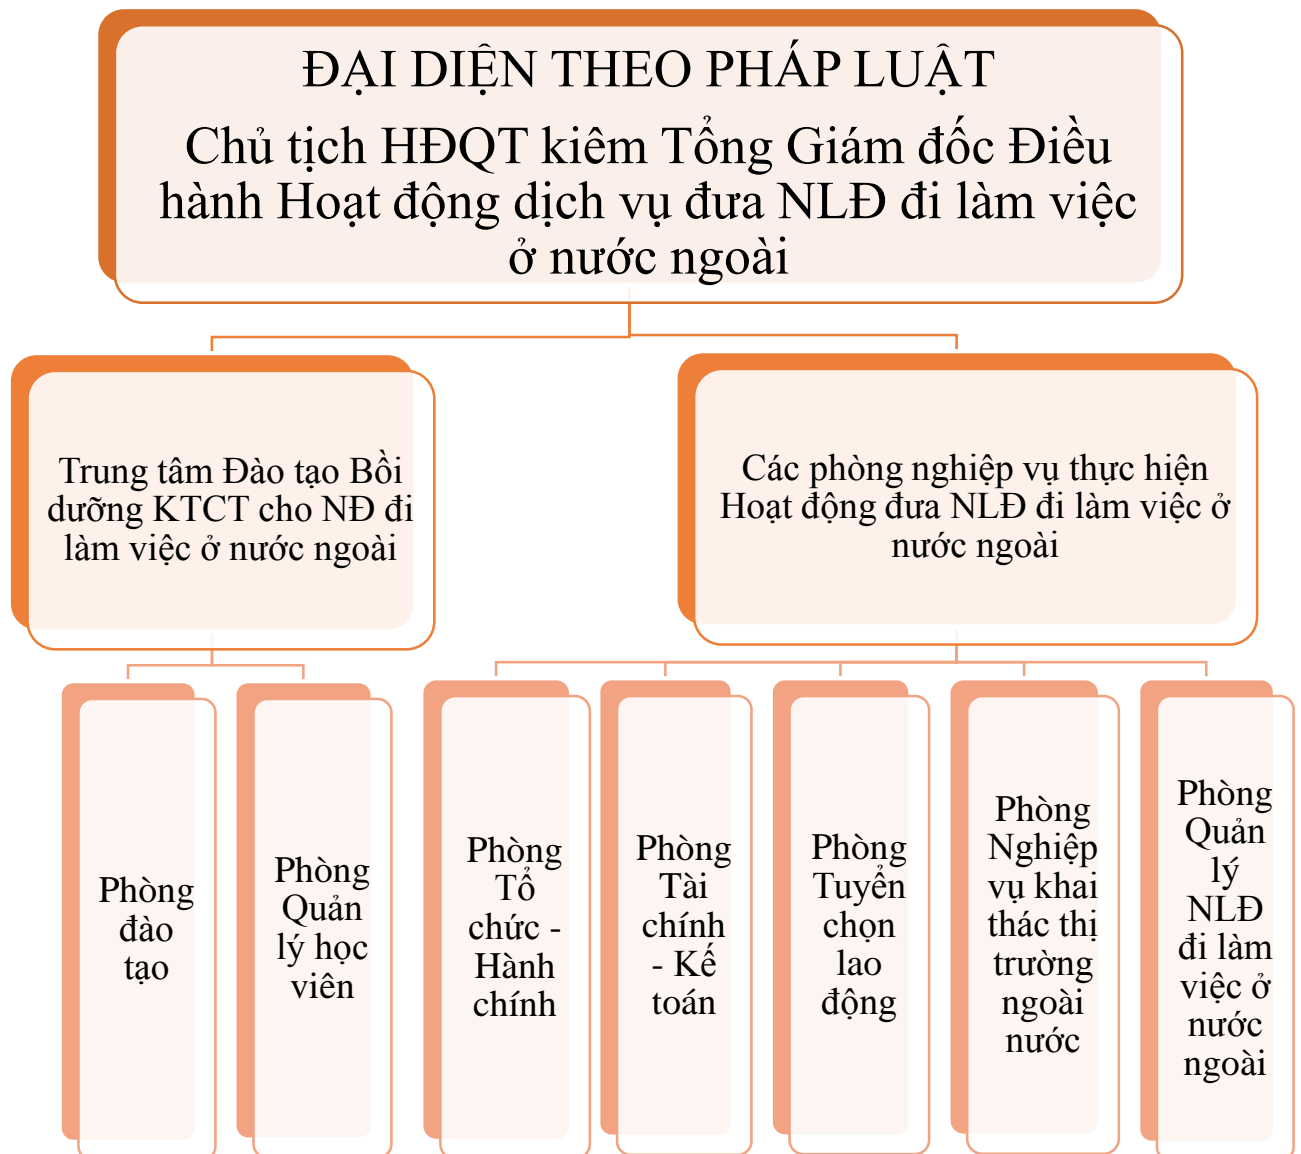 ĐẠI DIỆN THEO PHÁP LUẬT
Chủ tịch HĐQT kiêm Tổng Giám đốc Điều
hành Hoạt động dịch vụ đưa NLĐ đi làm việc
ở nước ngoài
Trung tâm Đào tạo Bồi
dưỡng KTCT cho NĐ đi
làm việc ở nước ngoài
Các phòng nghiệp vụ thực hiện
Hoạt động đưa NLĐ đi làm việc ở
nước ngoài
Phòng
đào
tạo
Phòng
Quản
lý học
viên
Phòng
Tổ
chức -
Hành
chính
Phòng
Tài
chính
- Kế
toán
Phòng
Tuyển
chọn
lao
động
Phòng
Nghiệp
vụ khai
thác thị
trường
ngoài
nước
Phòng
Quản
lý
NLĐ
đi làm
việc ở
nước
ngoài